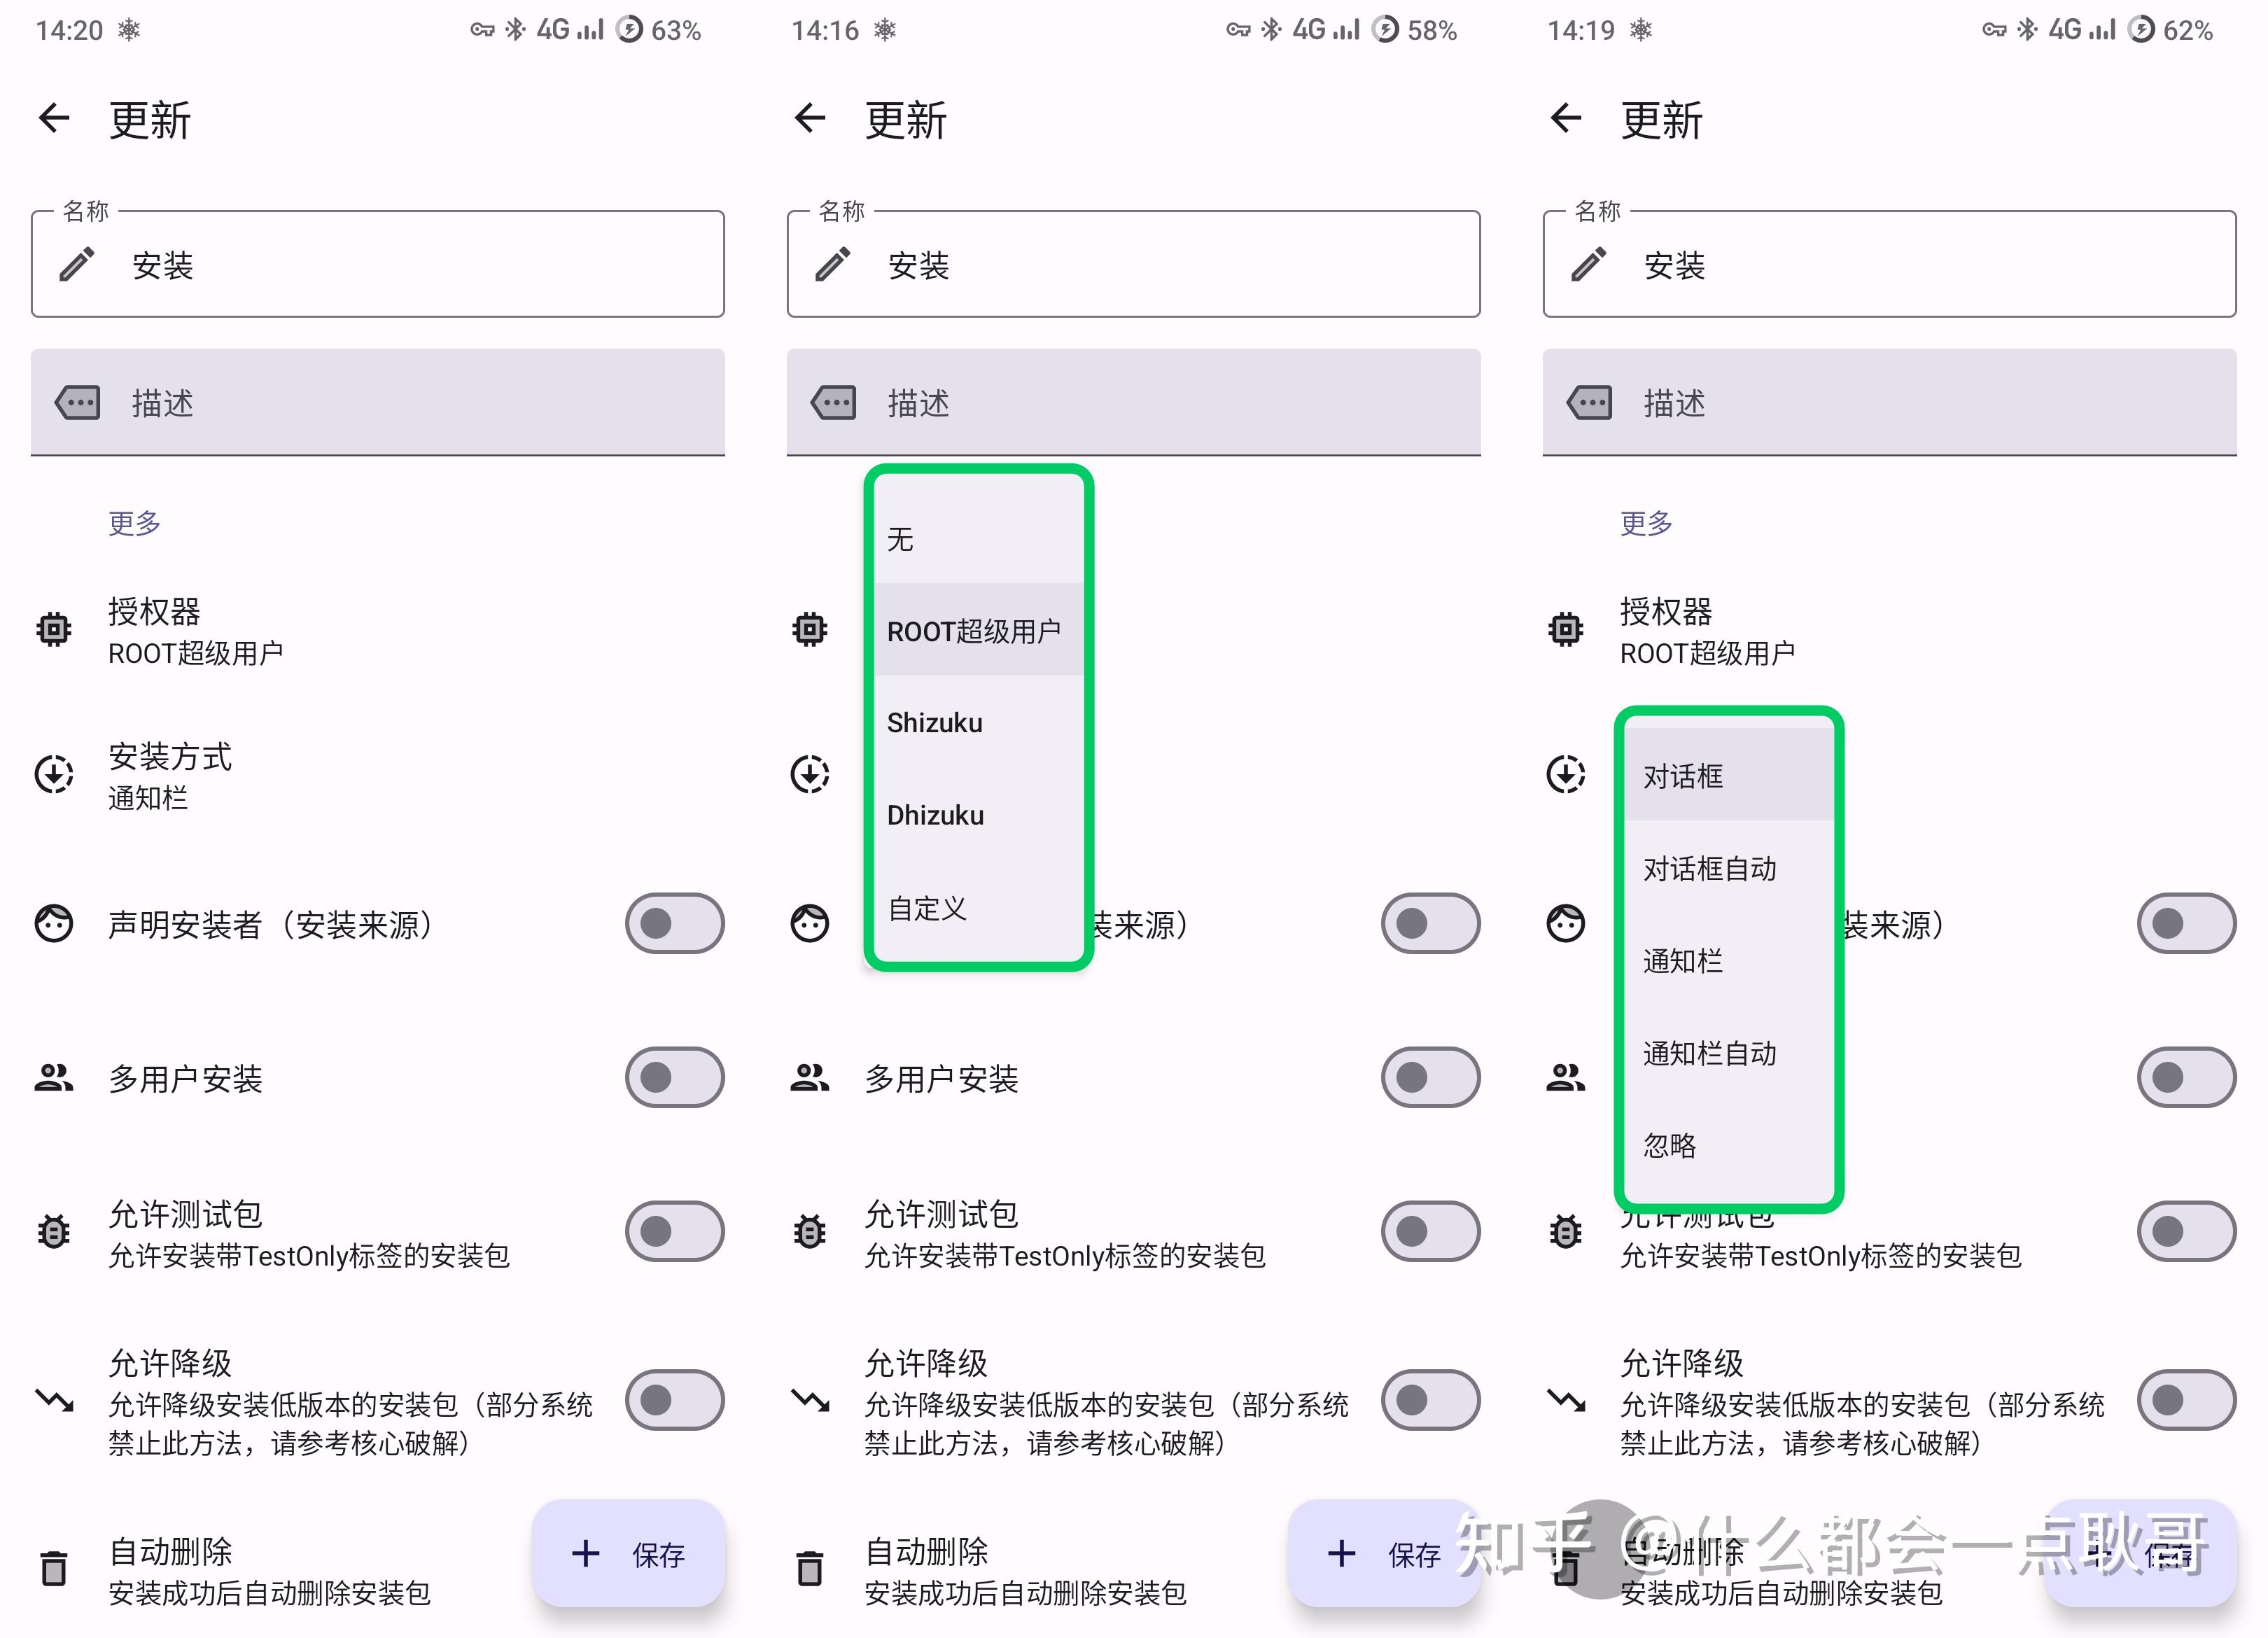 14:20
4G
63%
更新
名称
安装
描述
更多
授权器
ROOT超级用户
安装方式
通知栏
声明安装者（安装来源）
多用户安装
允许测试包
允许安装带TestOnly标签的安装包
允许降级
允许降级安装低版本的安装包（部分系统
禁止此方法，请参考核心破解）
自动删除
安装成功后自动删除安装包
保存
14:16
4G
58%
更新
名称
安装
描述
无
ROOT超级用户
Shizuku
Dhizuku
自定义
装来源）
多用户安装
允许测试包
允许安装带TestOnly标签的安装包
允许降级
允许降级安装低版本的安装包（部分系统
禁止此方法，请参考核心破解）
自动删除
安装成功后自动删除安装包
保存
14:19
4G
62%
更新
名称
安装
描述
更多
授权器
ROOT超级用户
对话框
对话框自动
通知栏
通知栏自动
忽略
装来源）
允许测试包
允许安装带TestOnly标签的安装包
允许降级
允许降级安装低版本的安装包（部分系统
禁止此方法，请参考核心破解）
自动删除
安装成功后自动删除安装包
保存
知乎 @什么都会一点耿哥